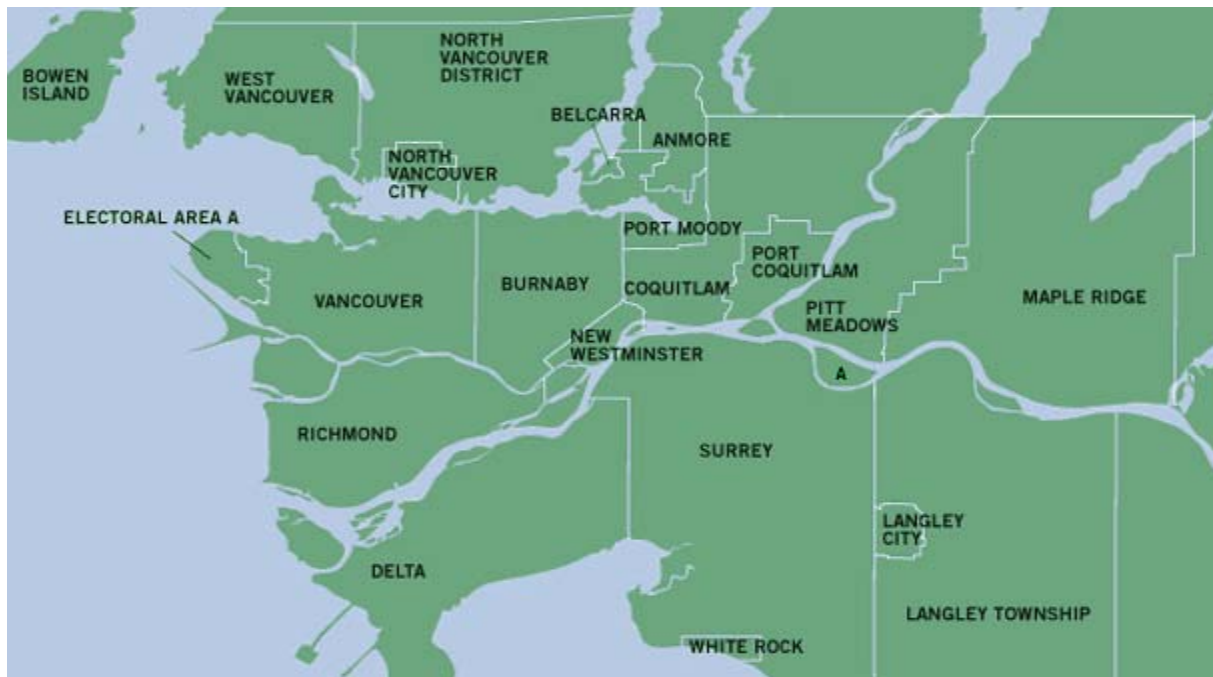 NORTH
VANCOUVER
DISTRICT
BOWEN
ISLAND
WEST
VANCOUVER
BELCARRA
ANMORE
NORTH
VANCOUVER
CITY
ELECTORAL AREA A
PORT MOODY
PORT
COQUITLAM
BURNABY
COQUITLAM
VANCOUVER
PITT
MEADOWS
MAPLE RIDGE
NEW
WESTMINSTER
A
RICHMOND
SURREY
LANGLEY
CITY
DELTA
LANGLEY TOWNSHIP
WHITE ROCK